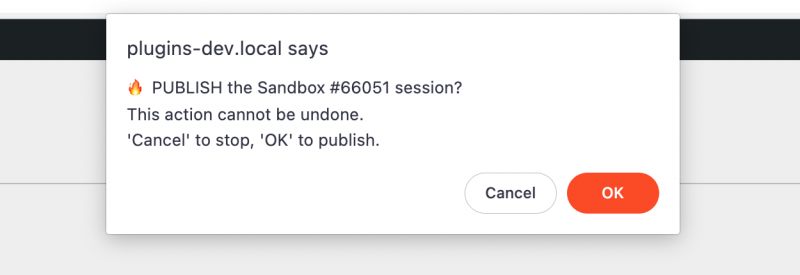 plugins-dev.local says
🔥 PUBLISH the Sandbox #66051 session?
This action cannot be undone.
'Cancel' to stop, 'OK' to publish.
Cancel
OK